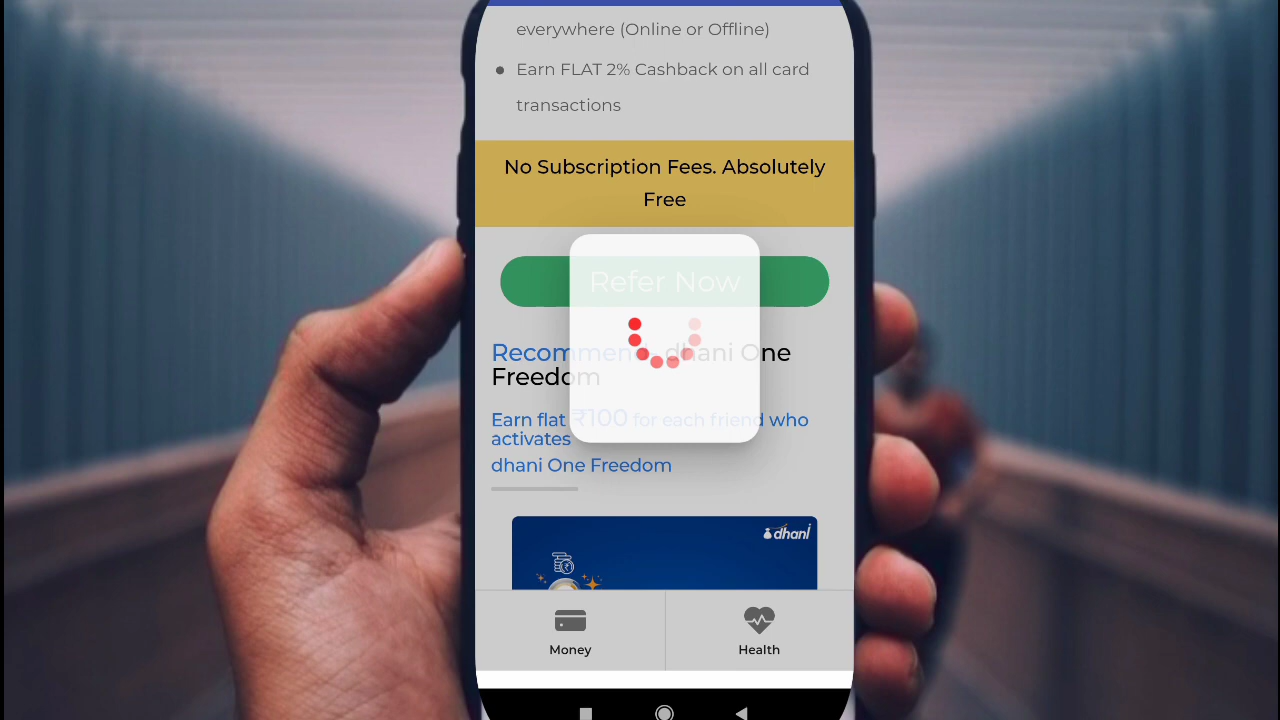 everywhere (Online or Offline)
Earn FLAT 2% Cashback on all card
transactions
No Subscription Fees. Absolutely
Free
Refer Now
Recommend dhani One
Freedom
Earn flat ₹100 for each friend who
activates
dhani One Freedom
dhani
Money
Health